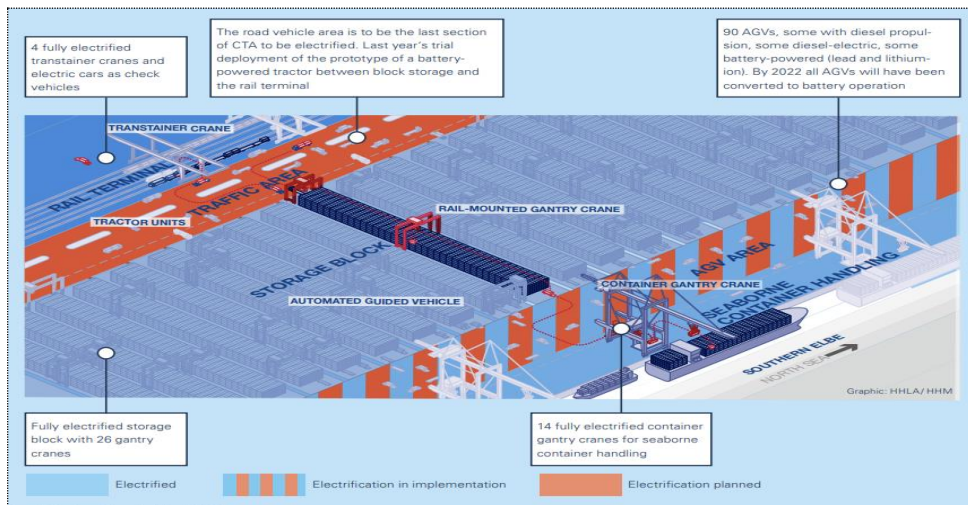 4 fully electrified
transtainer cranes and
electric cars as check
vehicles
The road vehicle area is to be the last section
of CTA to be electrified. Last year's trial
deployment of the prototype of a battery-
powered tractor between block storage and
the rail terminal
90 AGVs, some with diesel propul-
sion, some diesel-electric, some
battery-powered (lead and lithium-
ion). By 2022 all AGVs will have been
converted to battery operation
TRANSTAINER CRANE
RAIL TERMINAL
TRAFFIC AREA
TRACTOR UNITS
RAIL-MOUNTED GANTRY CRANE
STORAGE BLOCK
AGV AREA
AUTOMATED GUIDED VEHICLE
CONTAINER GANTRY CRANE
SEABORNE
CONTAINER HANDLING
SOUTHERN ELBE
NORTH SEA
Graphic: HHLA/ HHM
Fully electrified storage
block with 26 gantry
cranes
14 fully electrified container
gantry cranes for seaborne
container handling
Electrified
Electrification in implementation
Electrification planned